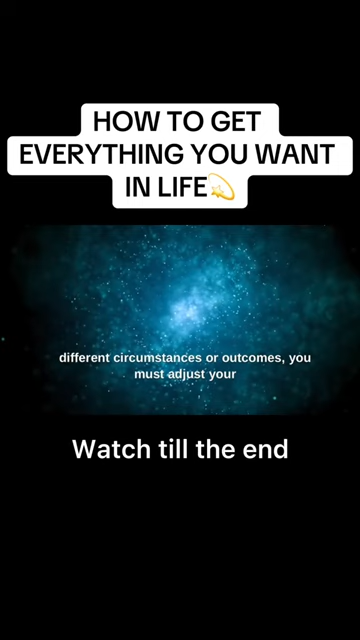 HOW TO GET
EVERYTHING YOU WANT
IN LIFE💫
different circumstances or outcomes, you
must adjust your
Watch till the end